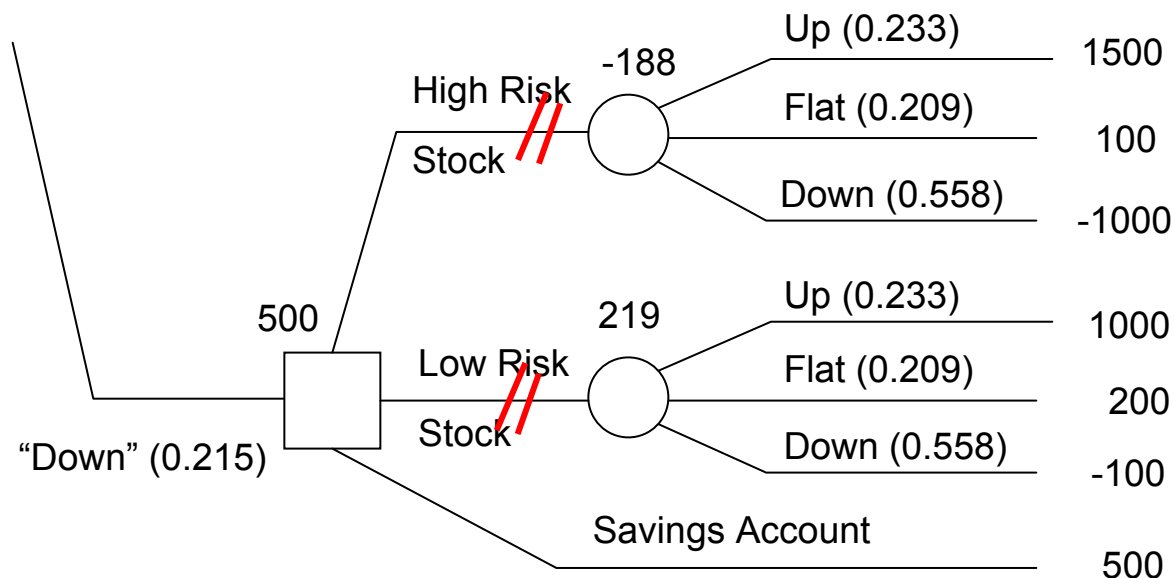 Up (0.233)
1500
-188
High Risk
Stock
Flat (0.209)
100
Down (0.558)
-1000
Up (0.233)
1000
500
219
Low Risk
Stock
Flat (0.209)
200
Down (0.558)
-100
“Down” (0.215)
Savings Account
500